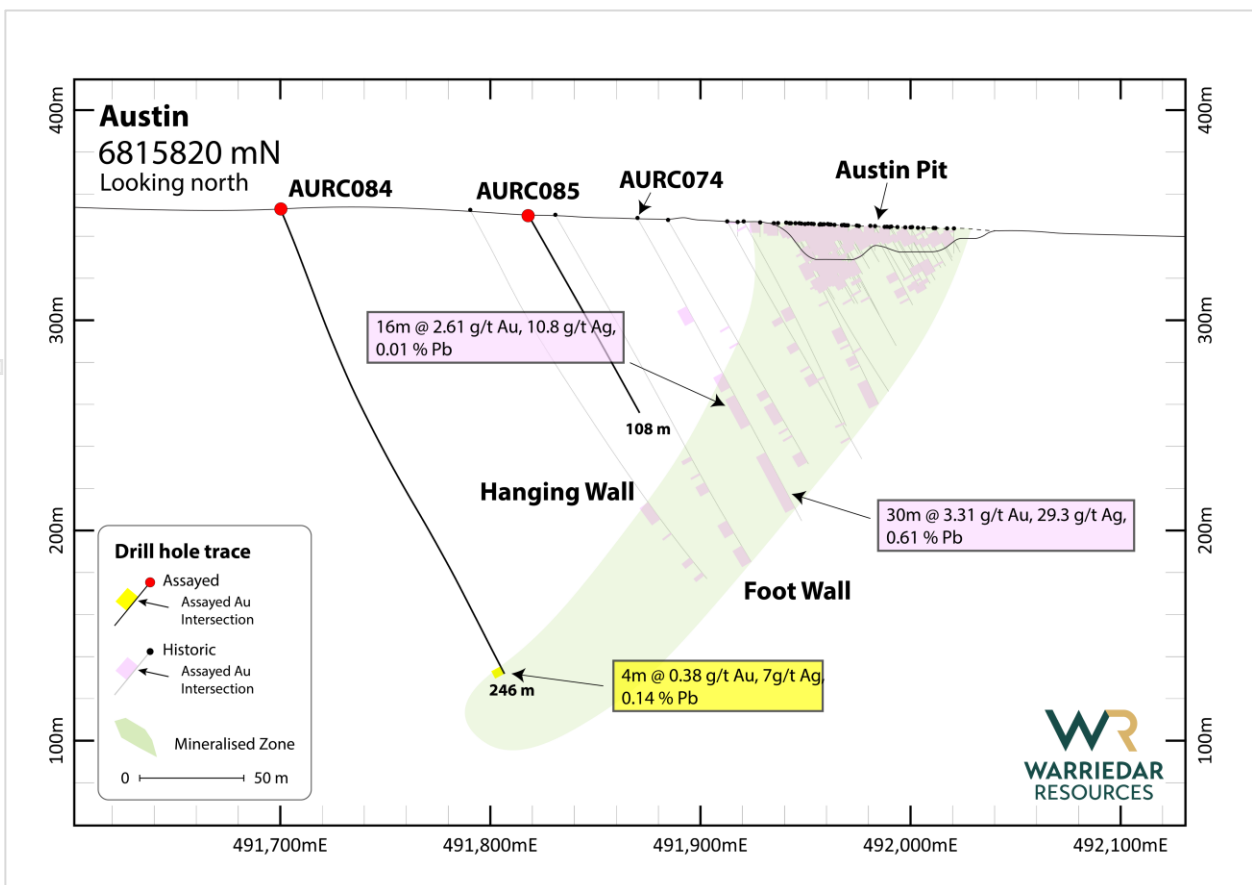 400m
400m
Austin
6815820 mN
Looking north
AURC084
AURC085
AURC074
Austin Pit
300m
300m
16m @ 2.61 g/t Au, 10.8 g/t Ag,
0.01 % Pb
108 m
Hanging Wall
30m @ 3.31 g/t Au, 29.3 g/t Ag,
0.61 % Pb
200m
200m
Foot Wall
4m @ 0.38 g/t Au, 7g/t Ag,
0.14 % Pb
246 m
100m
100m
Drill hole trace
Assayed
Assayed Au
Intersection
Historic
Assayed Au
Intersection
Mineralised Zone
0 50 m
WR
WARRIEDAR
RESOURCES
491,700mE
491,800mE
491,900mE
492,000mE
492,100mE